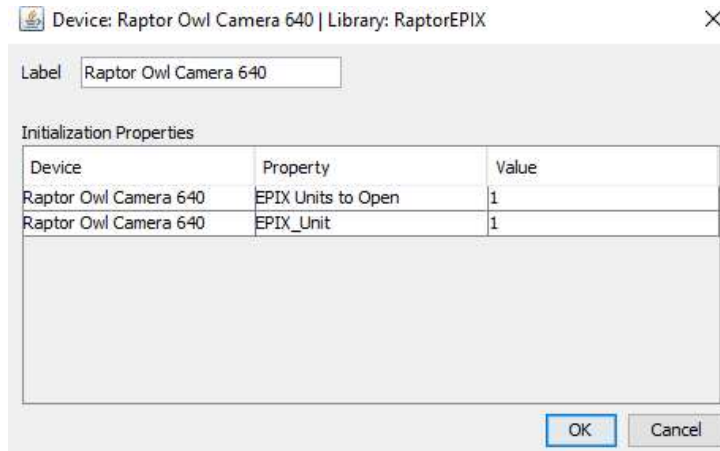 Device: Raptor Owl Camera 640 | Library: RaptorEPIX
Label Raptor Owl Camera 640
Initialization Properties
Device Property Value
Raptor Owl Camera 640 EPIX Units to Open 1
Raptor Owl Camera 640 EPIX_Unit 1
OK Cancel